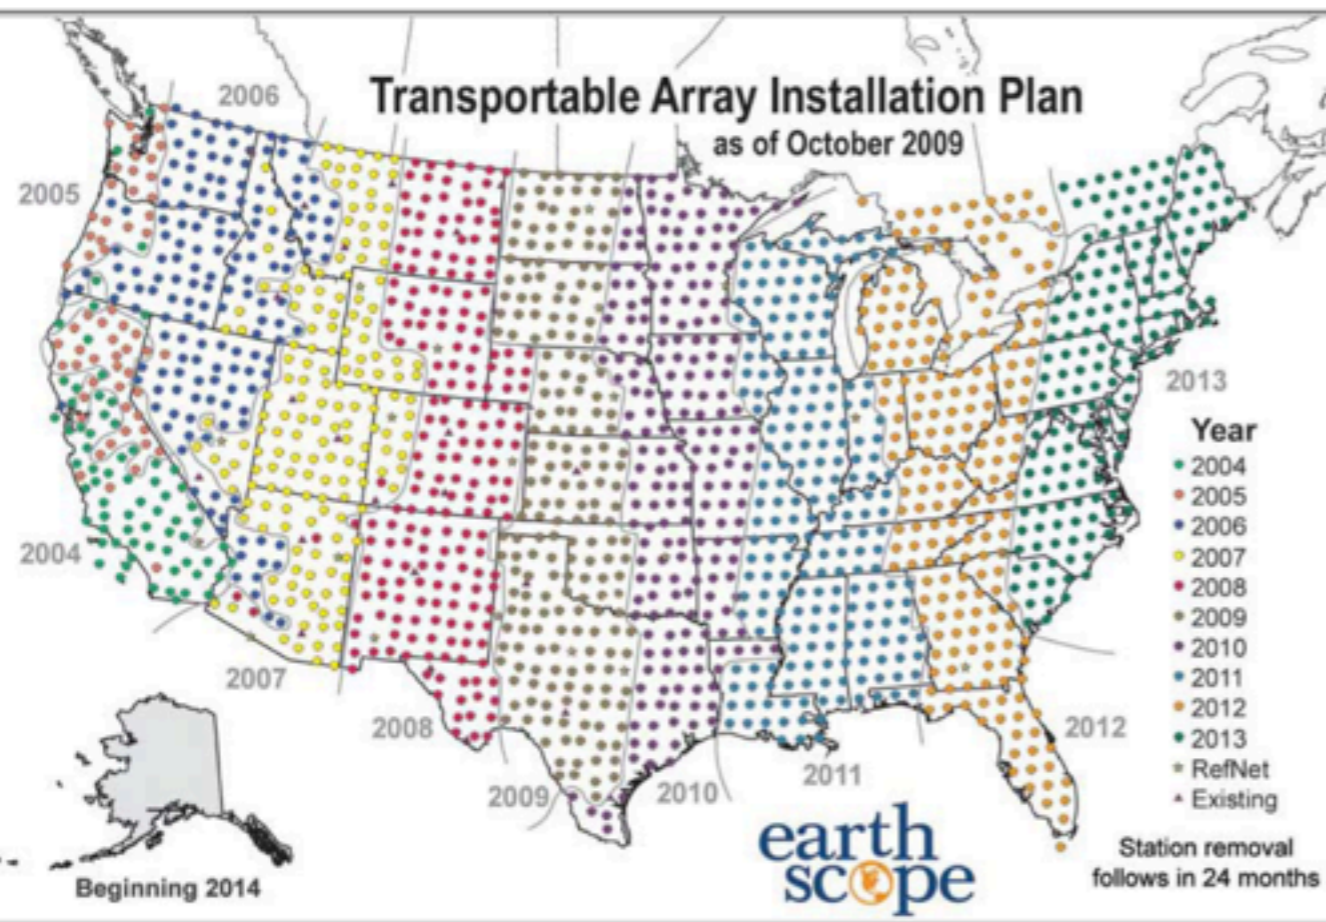 Transportable Array Installation Plan
as of October 2009
2006
2005
2004
2007
2008
2009
2010
2011
2012
2013
Year
2004
2005
2006
2007
2008
2009
2010
2011
2012
2013
RefNet
Existing
Station removal
follows in 24 months
Beginning 2014
earth
scope